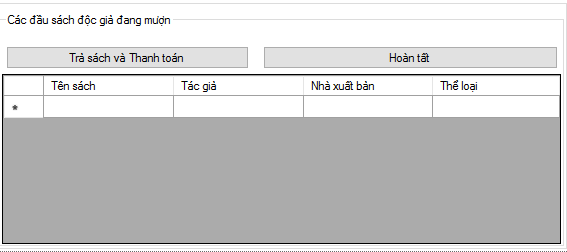 Các đầu sách độc giả đang mượn
Trả sách và Thanh toán
Hoàn tất
Tên sách Tác giả Nhà xuất bản Thể loại
*